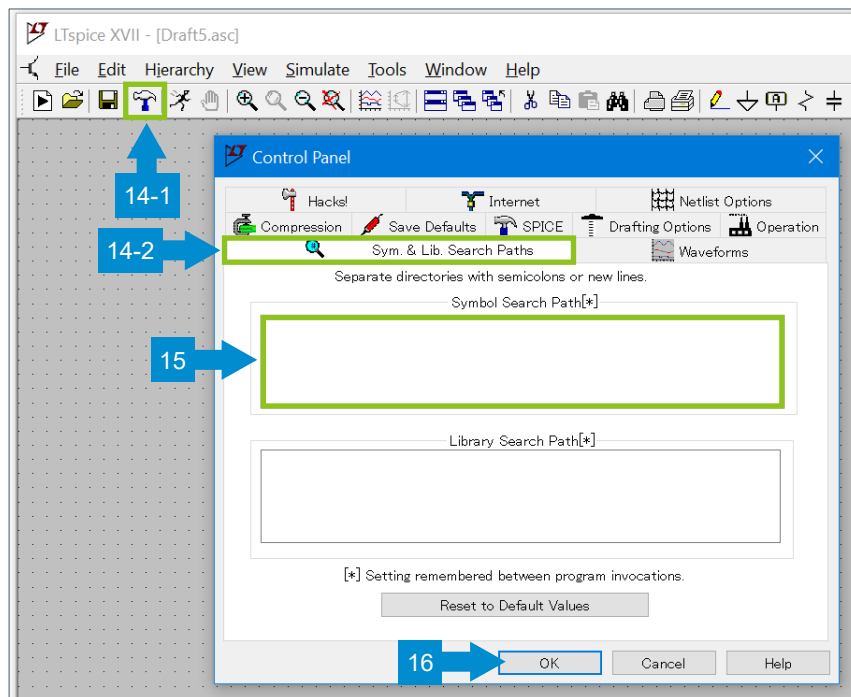 LTspice XVII - [Draft5.asc]
File Edit Hierarchy View Simulate Tools Window Help
14-1
Control Panel
Hacks! Internet Netlist Options
Compression Save Defaults SPICE Drafting Options Operation
14-2
Sym. & Lib. Search Paths Waveforms
Separate directories with semicolons or new lines.
Symbol Search Path[*]
15
Library Search Path[*]
[*] Setting remembered between program invocations.
Reset to Default Values
16
OK Cancel Help